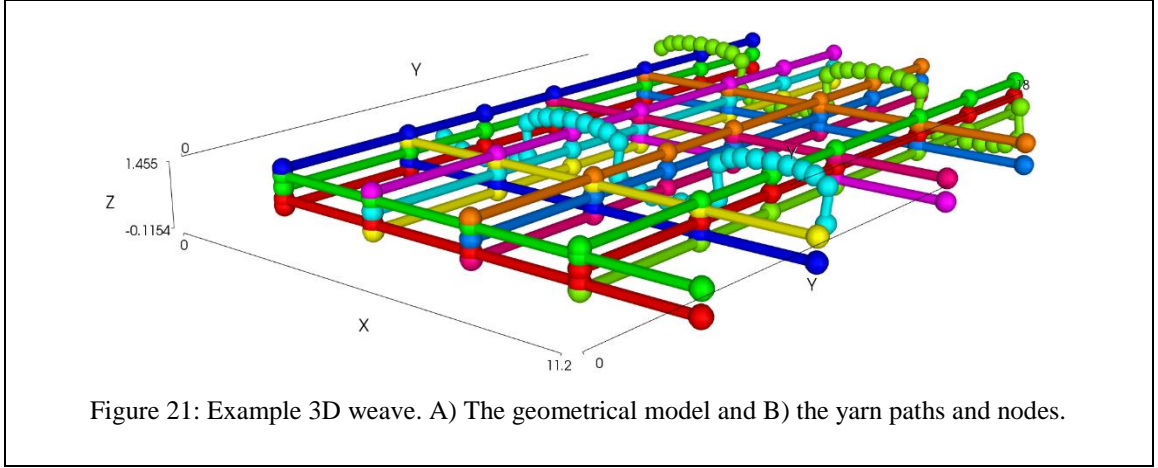 Y
18
0
1.455
Z
-0.1154
0
Y
Y
X
11.2
0
Figure 21: Example 3D weave. A) The geometrical model and B) the yarn paths and nodes.